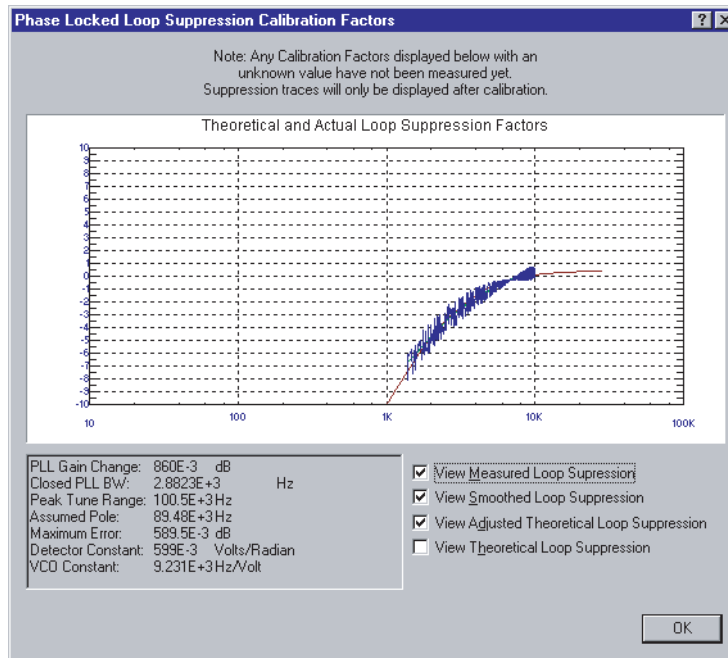 Phase Locked Loop Suppression Calibration Factors
Note: Any Calibration Factors displayed below with an
unknown value have not been measured yet.
Suppression traces will only be displayed after calibration.
Theoretical and Actual Loop Suppression Factors
10
9
8
7
6
5
4
3
2
1
0
-1
-2
-3
-4
-5
-6
-7
-8
-9
-10
10
100
1K
10K
100K
PLL Gain Change: 860E-3 dB
Closed PLL BW: 2.8823E+3 Hz
Peak Tune Range: 100.5E+3 Hz
Assumed Pole: 89.48E+3 Hz
Maximum Error: 589.5E-3 dB
Detector Constant: 599E-3 Volts/Radian
VCO Constant: 9.231E+3 Hz/Volt
View Measured Loop Supression
View Smoothed Loop Suppression
View Adjusted Theoretical Loop Suppression
View Theoretical Loop Suppression
OK